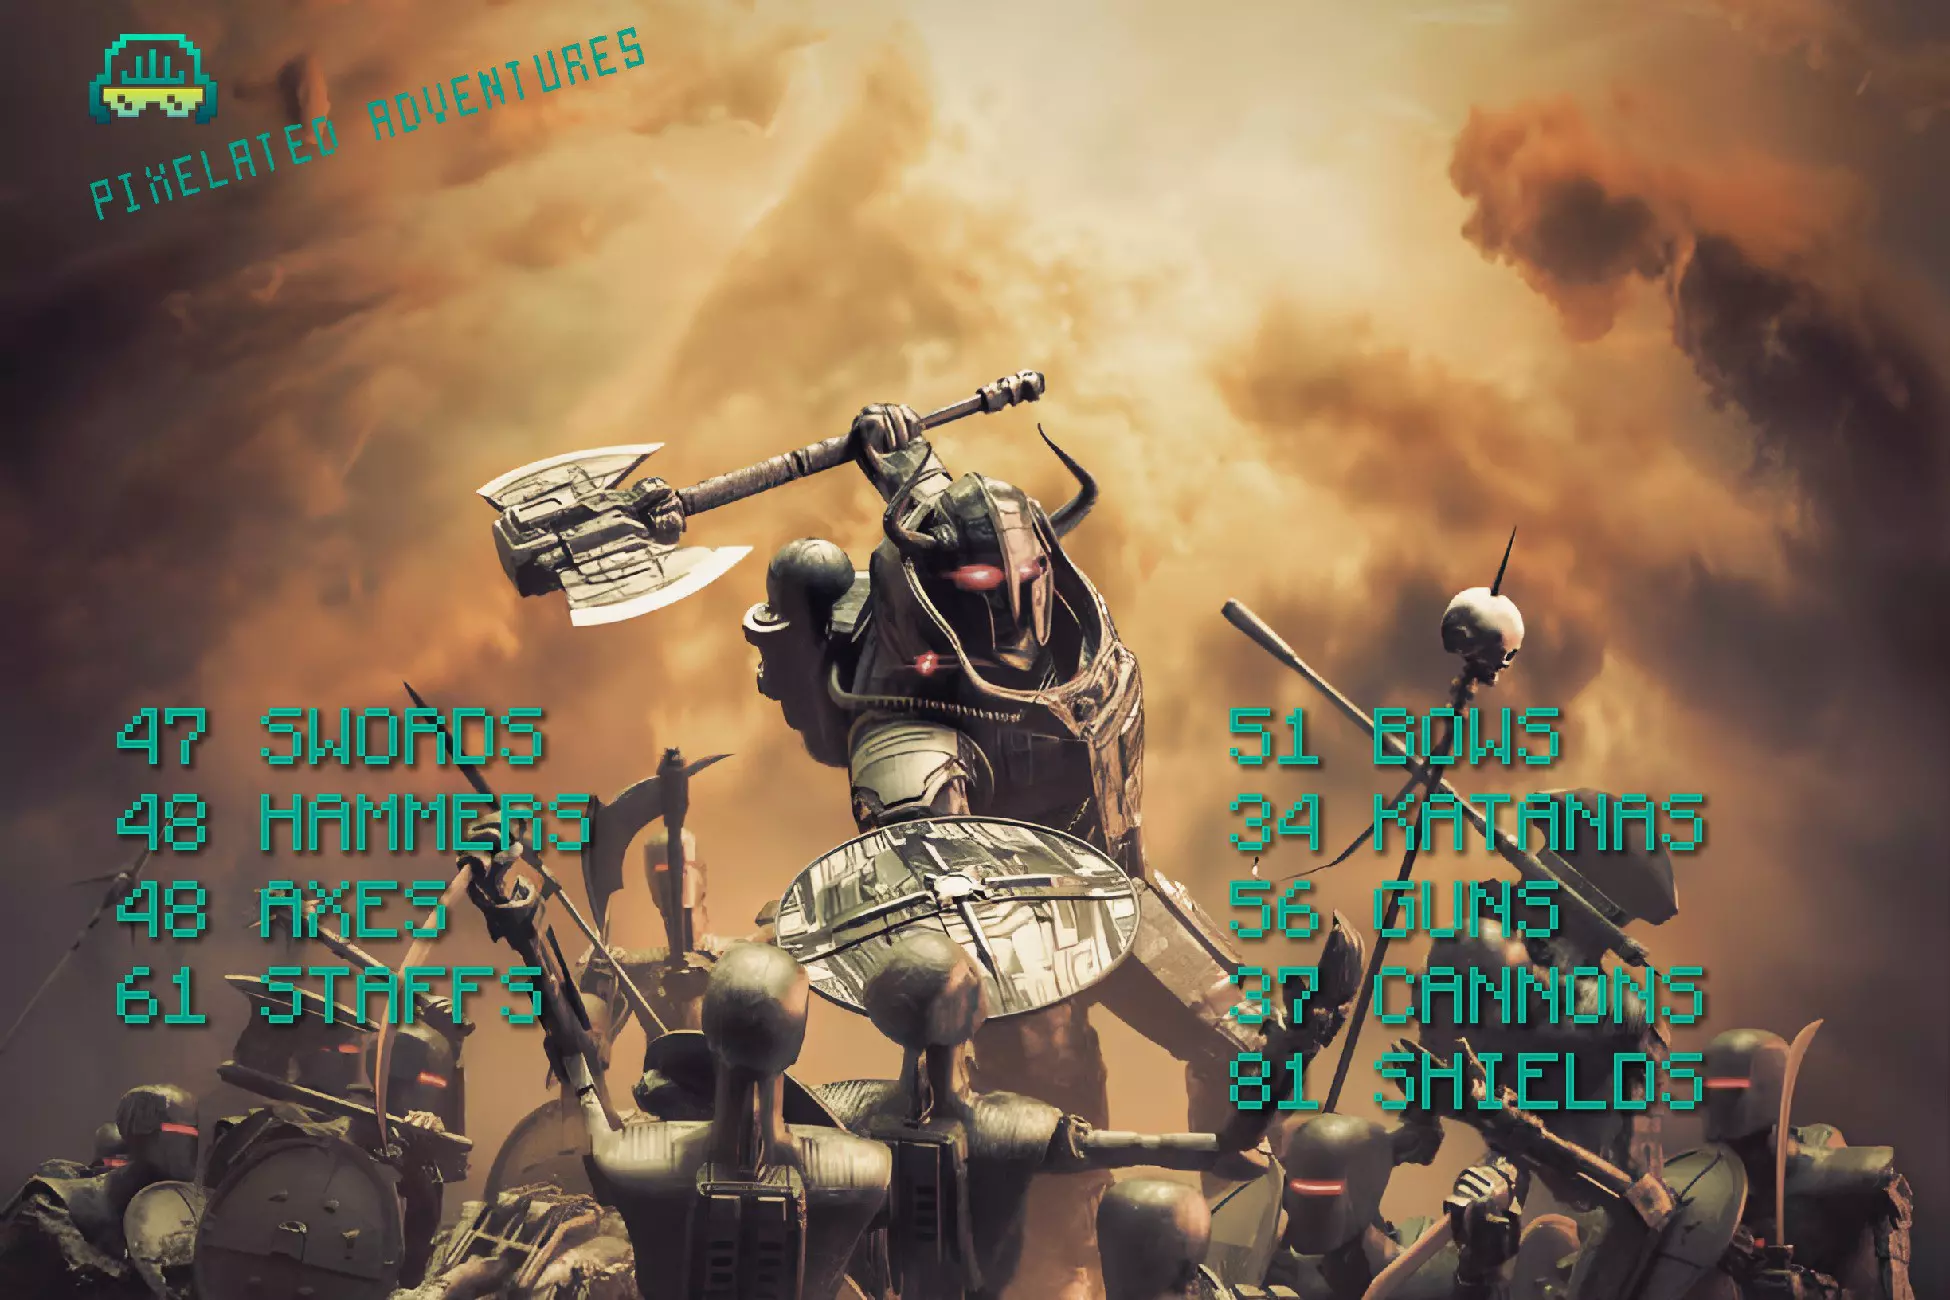 PIXELATED ADVENTURES
47 SWORDS
48 HAMMERS
48 AXES
61 STAFFS
51 BOWS
34 KATANAS
56 GUNS
37 CANNONS
81 SHIELDS